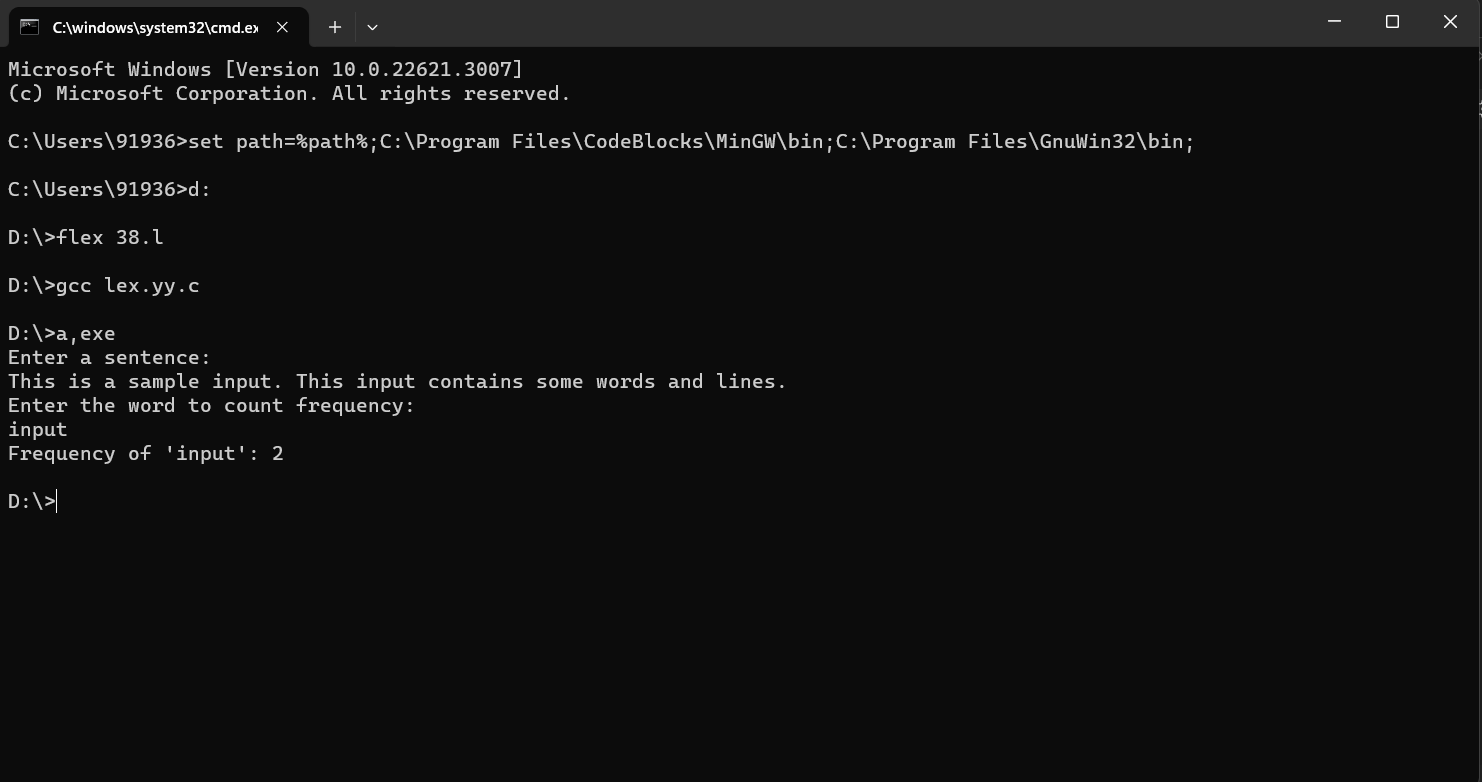 C:\windows\system32\cmd.ex
Microsoft Windows [Version 10.0.22621.3007]
(c) Microsoft Corporation. All rights reserved.
C:\Users\91936>set path=%path%;C:\Program Files\CodeBlocks\MinGW\bin;C:\Program Files\GnuWin32\bin;
C:\Users\91936>d:
D:\>flex 38.l
D:\>gcc lex.yy.c
D:\>a,exe
Enter a sentence:
This is a sample input. This input contains some words and lines.
Enter the word to count frequency:
input
Frequency of 'input': 2
D:\>